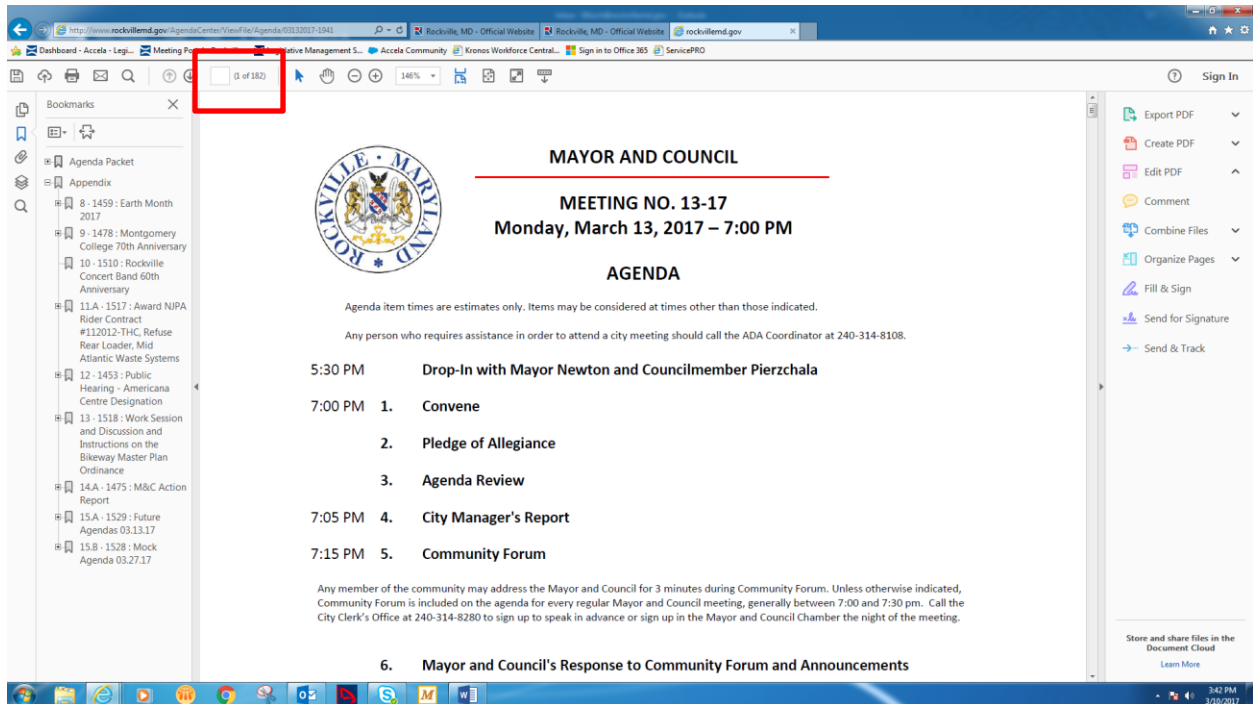 http://www.rockvillemd.gov/AgendaCenter/ViewFile/Agenda/03132017-1941
Rockville, MD - Official Website
Rockville, MD - Official Website
rockvillemd.gov
Dashboard - Accela - Legi...
Meeting
Management S...
Accela Community
Kronos Workforce Central...
Sign in to Office 365
ServicePRO
(1 of 182)
146%
Sign In
Bookmarks
Agenda Packet
Appendix
8 - 1459 : Earth Month
2017
9 - 1478 : Montgomery
College 70th Anniversary
10 - 1510 : Rockville
Concert Band 60th
Anniversary
11.A - 1517 : Award NJPA
Rider Contract
#112012-THC, Refuse
Rear Loader, Mid
Atlantic Waste Systems
12 - 1453 : Public
Hearing - Americana
Centre Designation
13 - 1518 : Work Session
and Discussion and
Instructions on the
Bikeway Master Plan
Ordinance
14.A - 1475 : M&C Action
Report
15.A - 1529 : Future
Agendas 03.13.17
15.B - 1528 : Mock
Agenda 03.27.17
ROCKVILLE * MARYLAND
MAYOR AND COUNCIL
MEETING NO. 13-17
Monday, March 13, 2017 – 7:00 PM
AGENDA
Agenda item times are estimates only. Items may be considered at times other than those indicated.
Any person who requires assistance in order to attend a city meeting should call the ADA Coordinator at 240-314-8108.
5:30 PM Drop-In with Mayor Newton and Councilmember Pierzchala
7:00 PM 1. Convene
2. Pledge of Allegiance
3. Agenda Review
7:05 PM 4. City Manager's Report
7:15 PM 5. Community Forum
Any member of the community may address the Mayor and Council for 3 minutes during Community Forum. Unless otherwise indicated,
Community Forum is included on the agenda for every regular Mayor and Council meeting, generally between 7:00 and 7:30 pm. Call the
City Clerk's Office at 240-314-8280 to sign up to speak in advance or sign up in the Mayor and Council Chamber the night of the meeting.
6. Mayor and Council's Response to Community Forum and Announcements
Export PDF
Create PDF
Edit PDF
Comment
Combine Files
Organize Pages
Fill & Sign
Send for Signature
Send & Track
Store and share files in the
Document Cloud
Learn More
3:42 PM
3/10/2017